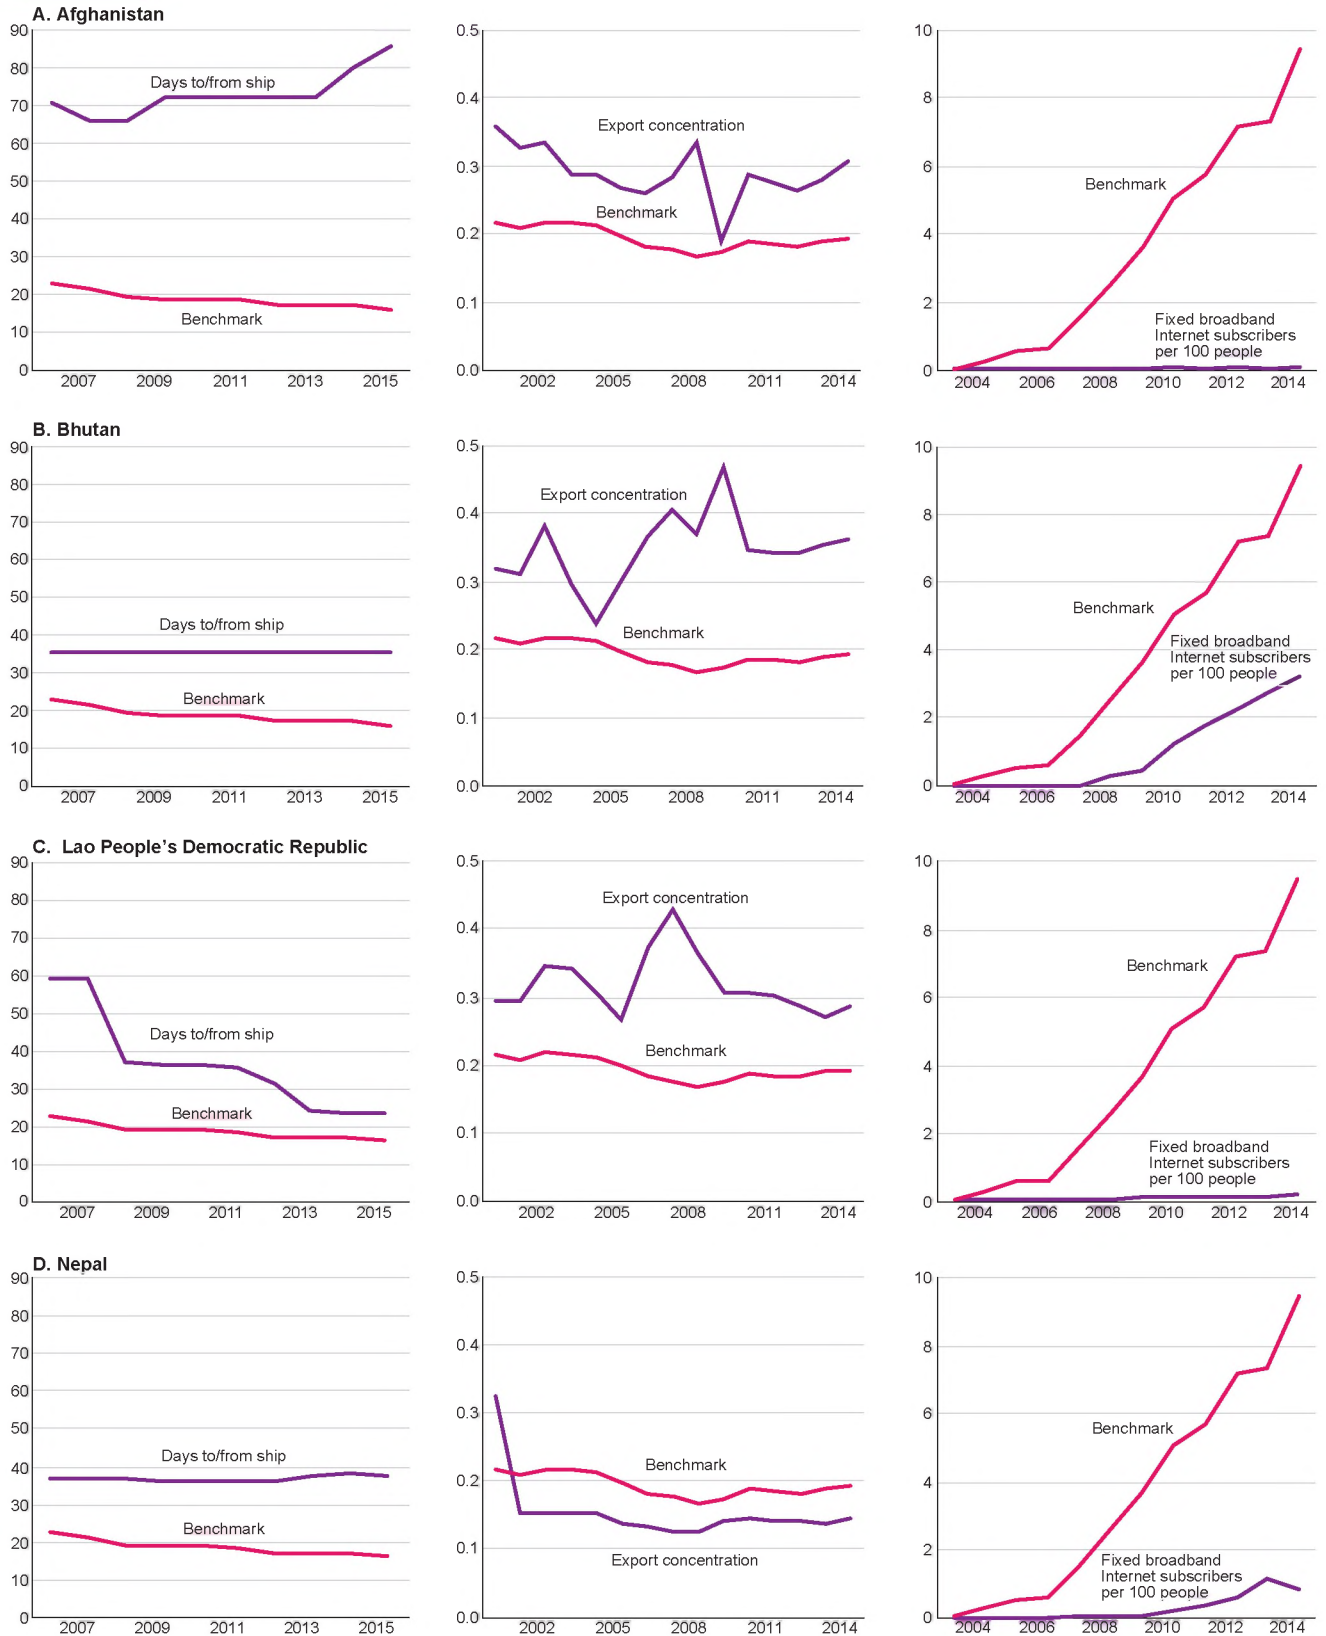 A. Afghanistan
90
80
70
60
50
40
30
20
10
0
Days to/from ship
Benchmark
2007 2009 2011 2013 2015
0.5
0.4
0.3
0.2
0.1
0.0
Export concentration
Benchmark
2002 2005 2008 2011 2014
10
8
6
4
2
0
Benchmark
Fixed broadband
Internet subscribers
per 100 people
2004 2006 2008 2010 2012 2014
B. Bhutan
90
80
70
60
50
40
30
20
10
0
Days to/from ship
Benchmark
2007 2009 2011 2013 2015
0.5
0.4
0.3
0.2
0.1
0.0
Export concentration
Benchmark
2002 2005 2008 2011 2014
10
8
6
4
2
0
Benchmark
Fixed broadband
Internet subscribers
per 100 people
2004 2006 2008 2010 2012 2014
C. Lao People’s Democratic Republic
90
80
70
60
50
40
30
20
10
0
Days to/from ship
Benchmark
2007 2009 2011 2013 2015
0.5
0.4
0.3
0.2
0.1
0.0
Export concentration
Benchmark
2002 2005 2008 2011 2014
10
8
6
4
2
0
Benchmark
Fixed broadband
Internet subscribers
per 100 people
2004 2006 2008 2010 2012 2014
D. Nepal
90
80
70
60
50
40
30
20
10
0
Days to/from ship
Benchmark
2007 2009 2011 2013 2015
0.5
0.4
0.3
0.2
0.1
0.0
Benchmark
Export concentration
2002 2005 2008 2011 2014
10
8
6
4
2
0
Benchmark
Fixed broadband
Internet subscribers
per 100 people
2004 2006 2008 2010 2012 2014